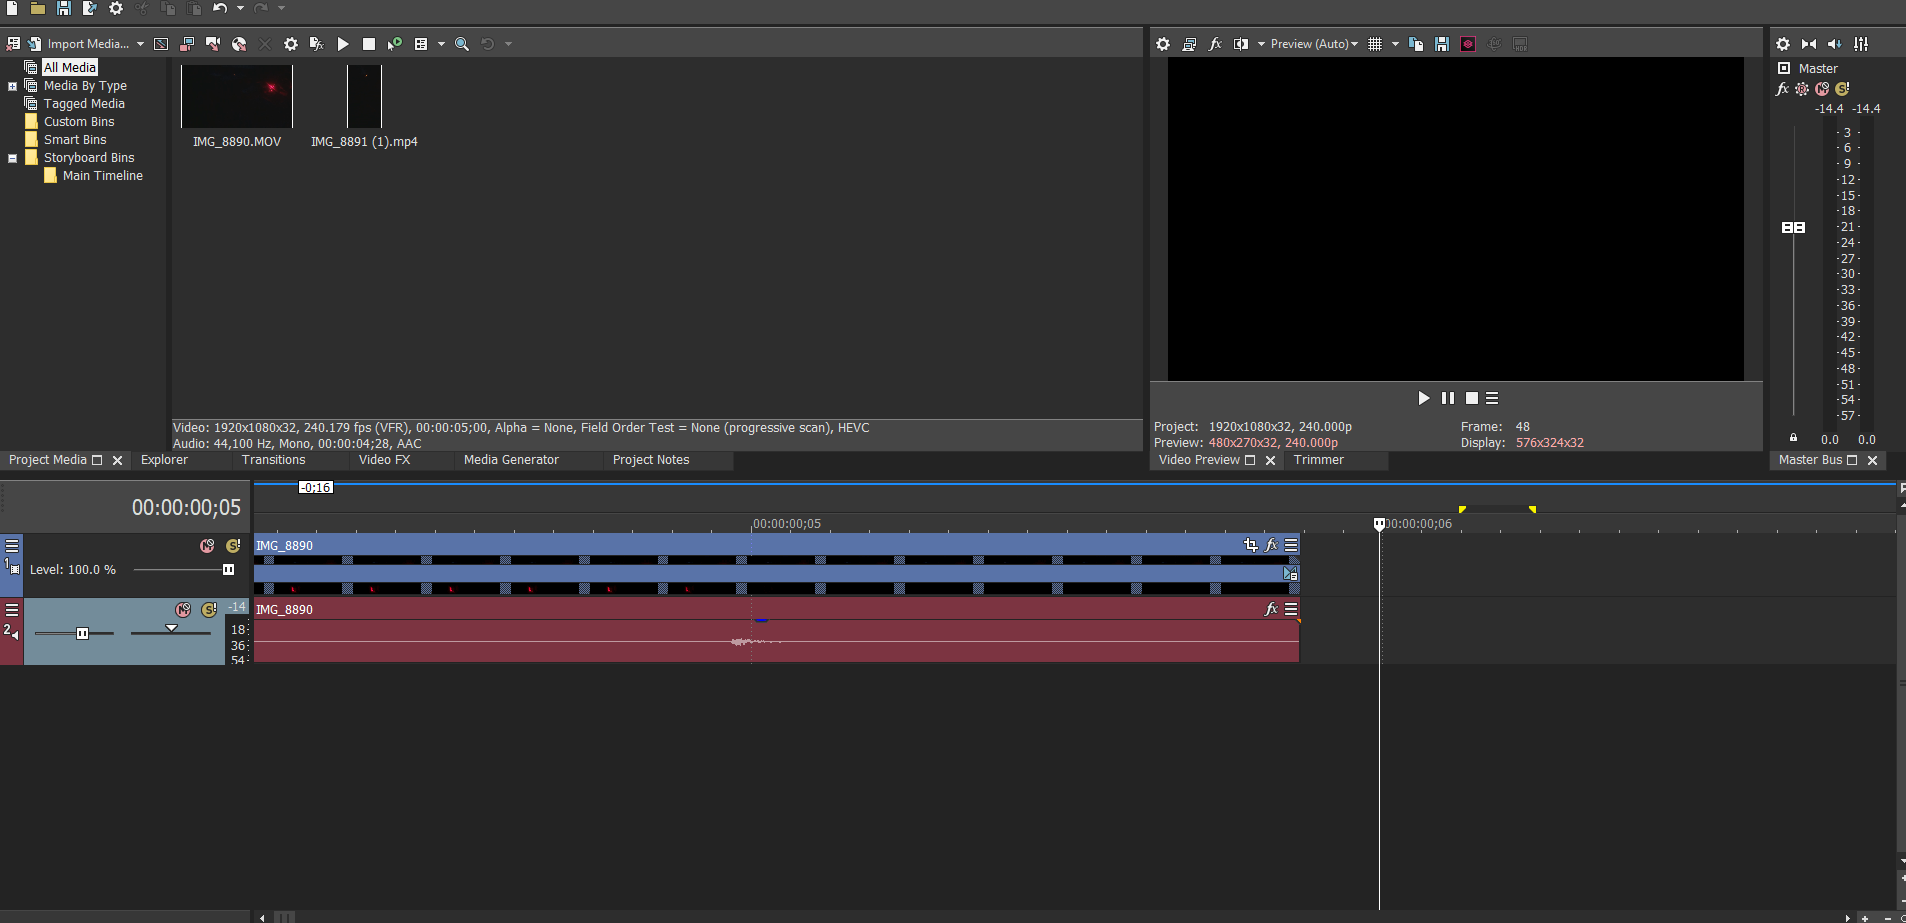 Import Media...
Preview (Auto)
All Media
Media By Type
Tagged Media
Custom Bins
Smart Bins
Storyboard Bins
Main Timeline
IMG_8890.MOV
IMG_8891 (1).mp4
Master
-14.4 -14.4
3
6
9
12
15
18
21
24
27
30
33
36
39
42
45
48
51
54
57
0.0 0.0
Video: 1920x1080x32, 240.179 fps (VFR), 00:00:05;00, Alpha = None, Field Order Test = None (progressive scan), HEVC
Audio: 44,100 Hz, Mono, 00:00:04;28, AAC
Project: 1920x1080x32, 240.000p
Frame: 48
Preview: 480x270x32, 240.000p
Display: 576x324x32
Project Media
Explorer
Transitions
Video FX
Media Generator
Project Notes
Video Preview
Trimmer
Master Bus
-0;16
00:00:00;05
00:00:00;05
00:00:00;06
1
IMG_8890
fx
Level: 100.0 %
2
-14
18
36
54
IMG_8890
fx